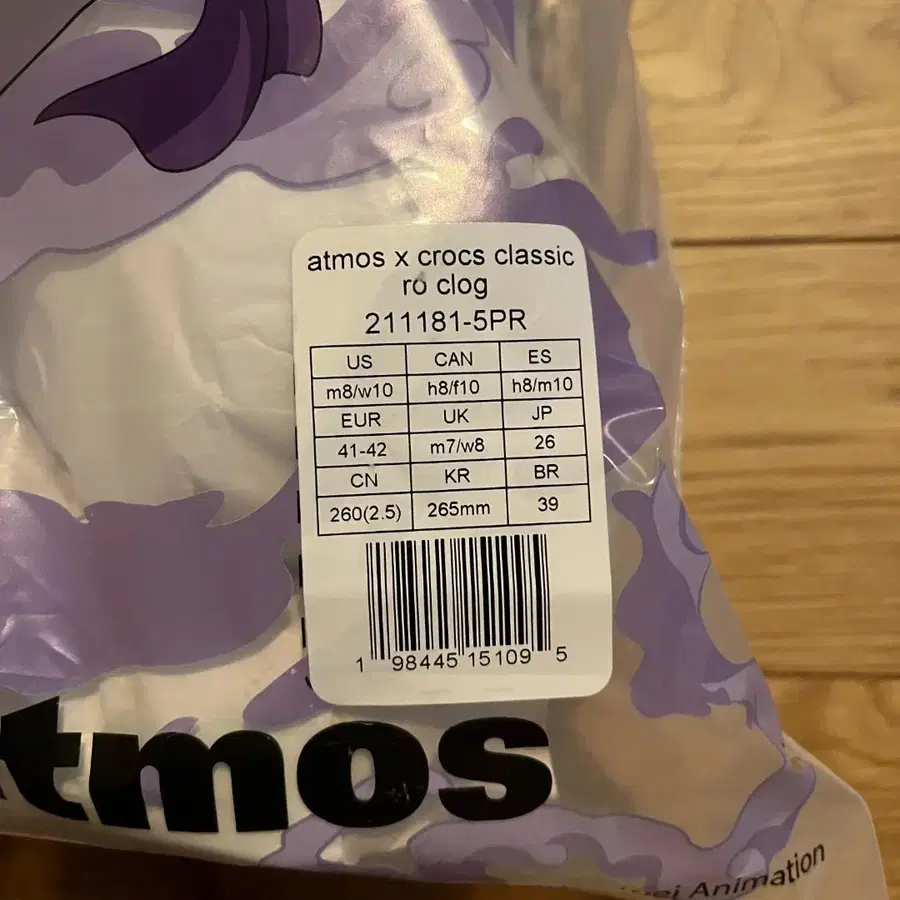 atmos x crocs classic
ro clog
211181-5PR
US CAN ES
m8/w10 h8/f10 h8/m10
EUR UK JP
41-42 m7/w8 26
CN KR BR
260(2.5) 265mm 39
1 98445 15109 5
tmos
Animation